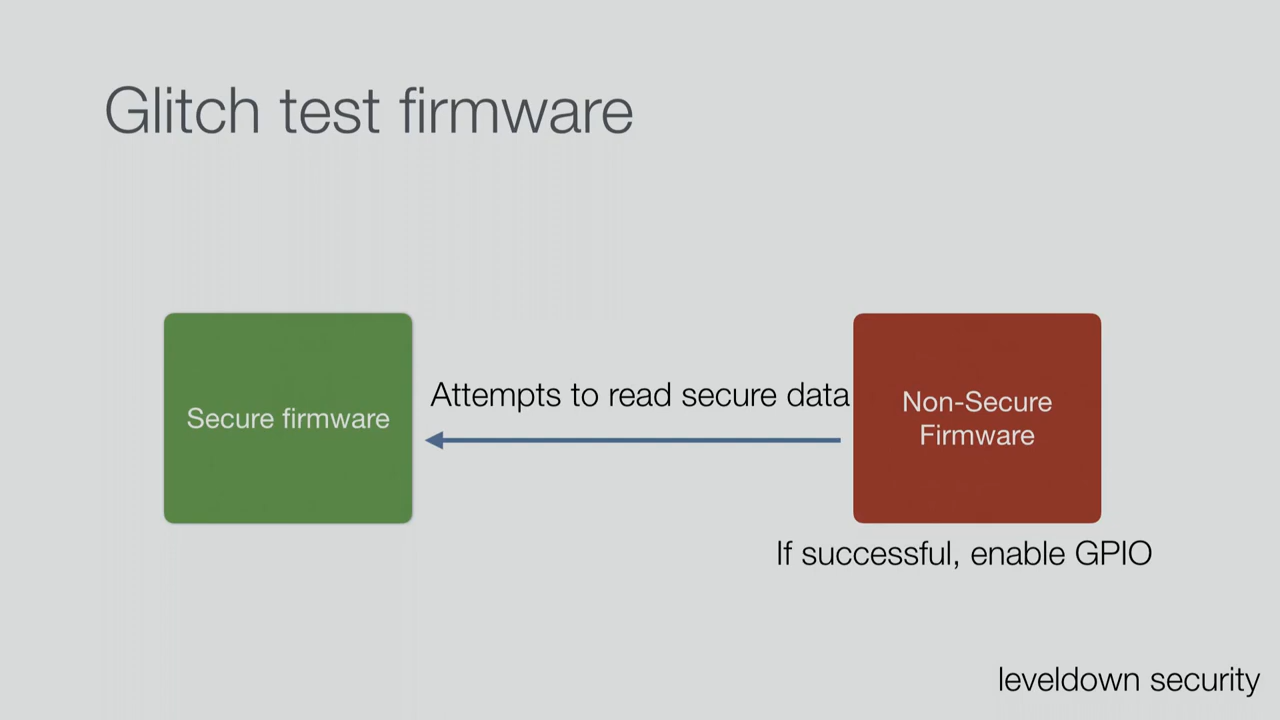 Glitch test firmware
Secure firmware
Attempts to read secure data
Non-Secure
Firmware
If successful, enable GPIO
leveldown security